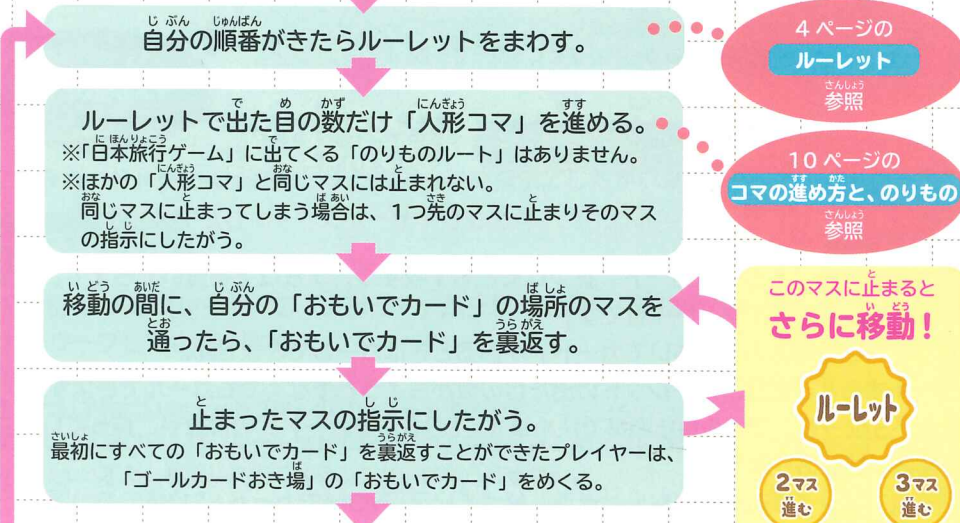 自分の順番がきたらルーレットをまわす。
4 ページの
ルーレット
参照
ルーレットで出た目の数だけ「人形コマ」を進める。
※「日本旅行ゲーム」に出てくる「のりものルート」はありません。
※ほかの「人形コマ」と同じマスには止まれない。
同じマスに止まってしまう場合は、1つ先のマスに止まりそのマス
の指示にしたがう。
10 ページの
コマの進め方と、のりもの
参照
移動の間に、自分の「おもいでカード」の場所のマスを
通ったら、「おもいでカード」を裏返す。
止まったマスの指示にしたがう。
最初にすべての「おもいでカード」を裏返すことができたプレイヤーは、
「ゴールカードおき場」の「おもいでカード」をめくる。
このマスに止まると
さらに移動！
ルーレット
2マス
進む
3マス
進む